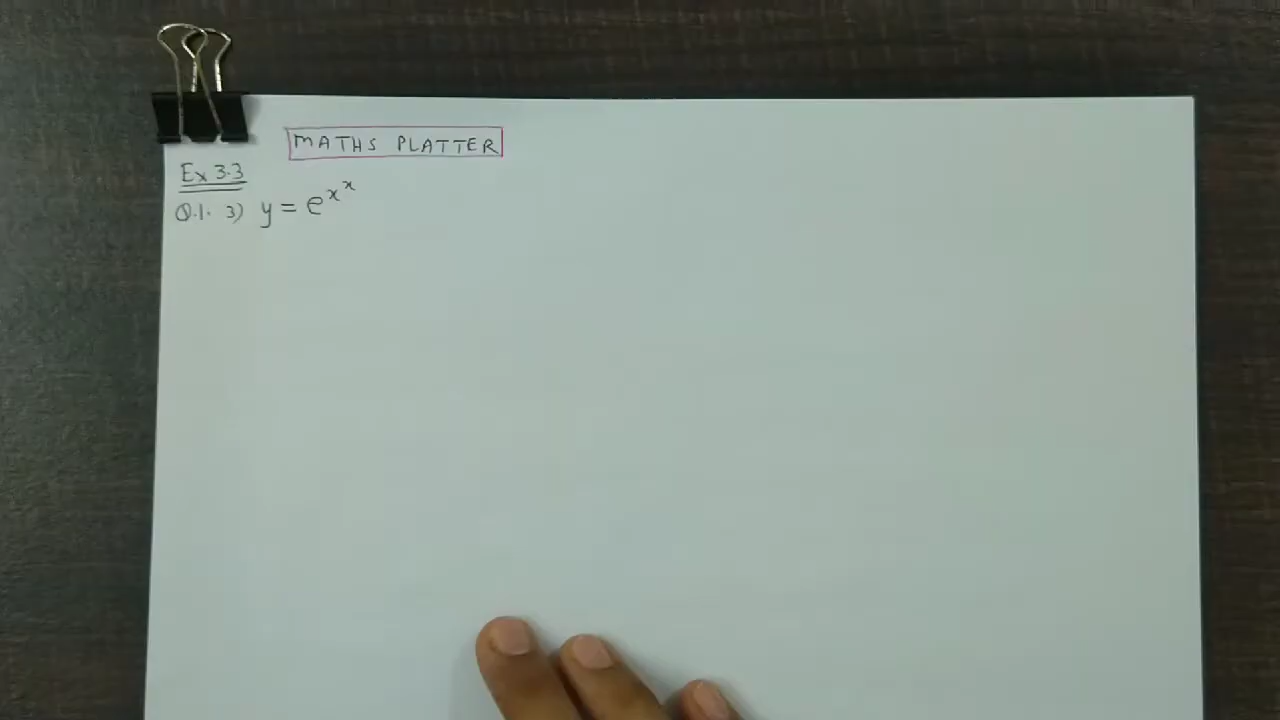 MATHS PLATTER
Ex 3.3
Q.1. 3) y = e^{x^x}